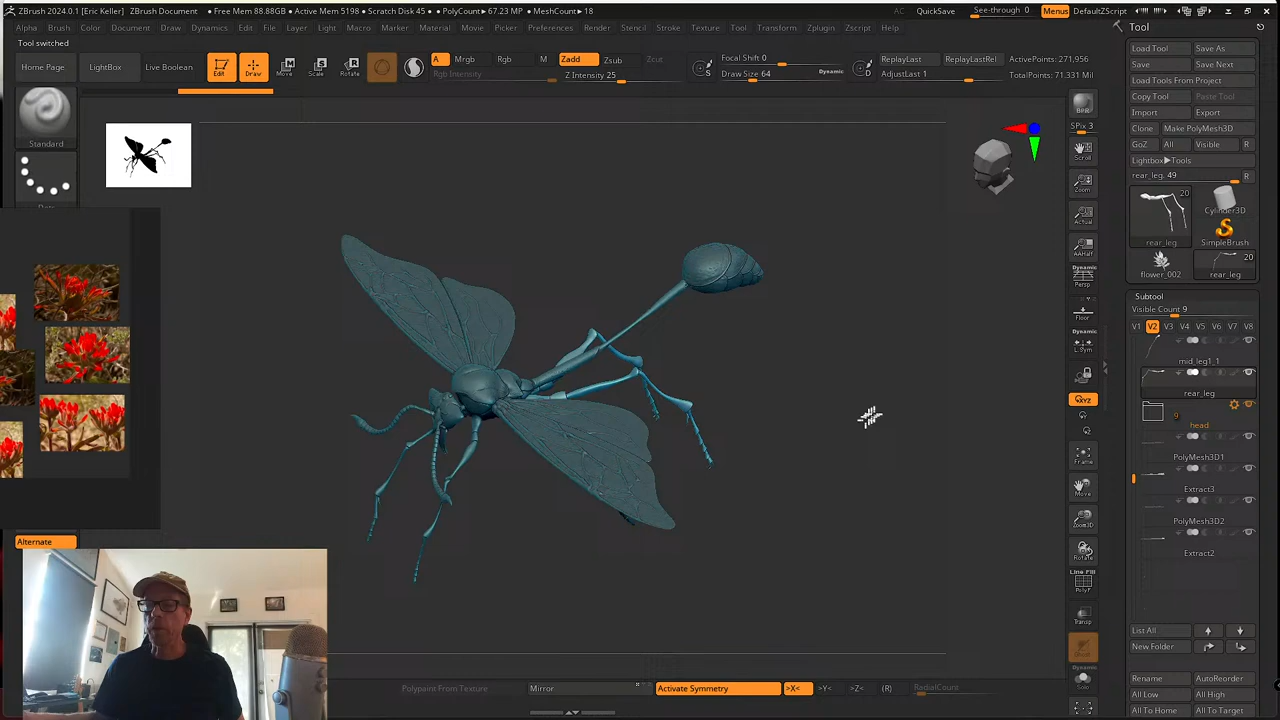 ZBrush 2024.0.1 [Eric Keller] ZBrush Document • Free Mem 88.88GB • Active Mem 5198 • Scratch Disk 45 • PolyCount▸67.23 MP • MeshCount▸18 AC QuickSave See-through 0 Menus DefaultZScript
Alpha Brush Color Document Draw Dynamics Edit File Layer Light Macro Marker Material Movie Picker Preferences Render Stencil Stroke Texture Tool Transform Zplugin Zscript Help
Tool switched
Tool
Home Page LightBox Live Boolean Edit Draw Move Scale Rotate
A Mrgb Rgb M Zadd Zsub Zcut
Rgb Intensity Z Intensity 25
Focal Shift 0
Draw Size 64 Dynamic
S D
ReplayLast ReplayLastRel ActivePoints: 271,956
AdjustLast 1 TotalPoints: 71.331 Mil
Load Tool Save As
Save Save Next
Load Tools From Project
Copy Tool Paste Tool
Import Export
Clone Make PolyMesh3D
GoZ All Visible R
Lightbox▸Tools
rear_leg. 49 R
20
rear_leg Cylinder3D
SimpleBrush
20
flower_002 rear_leg
Subtool
Visible Count 9
V1 V2 V3 V4 V5 V6 V7 V8
mid_leg1_1
rear_leg
9
head
PolyMesh3D1
Extract3
PolyMesh3D2
Extract2
List All
New Folder
Rename AutoReorder
All Low All High
All To Home All To Target
Standard
Dots
Alternate
BPR
SPix 3
Scroll
Zoom
Actual
AAHalf
Dynamic
Persp
Floor
Dynamic
L.Sym
XYZ
Frame
Move
Zoom3D
Rotate
Line Fill
PolyF
Transp
Dynamic
Solo
Polypaint From Texture Mirror Activate Symmetry >X< >Y< >Z< (R) RadialCount